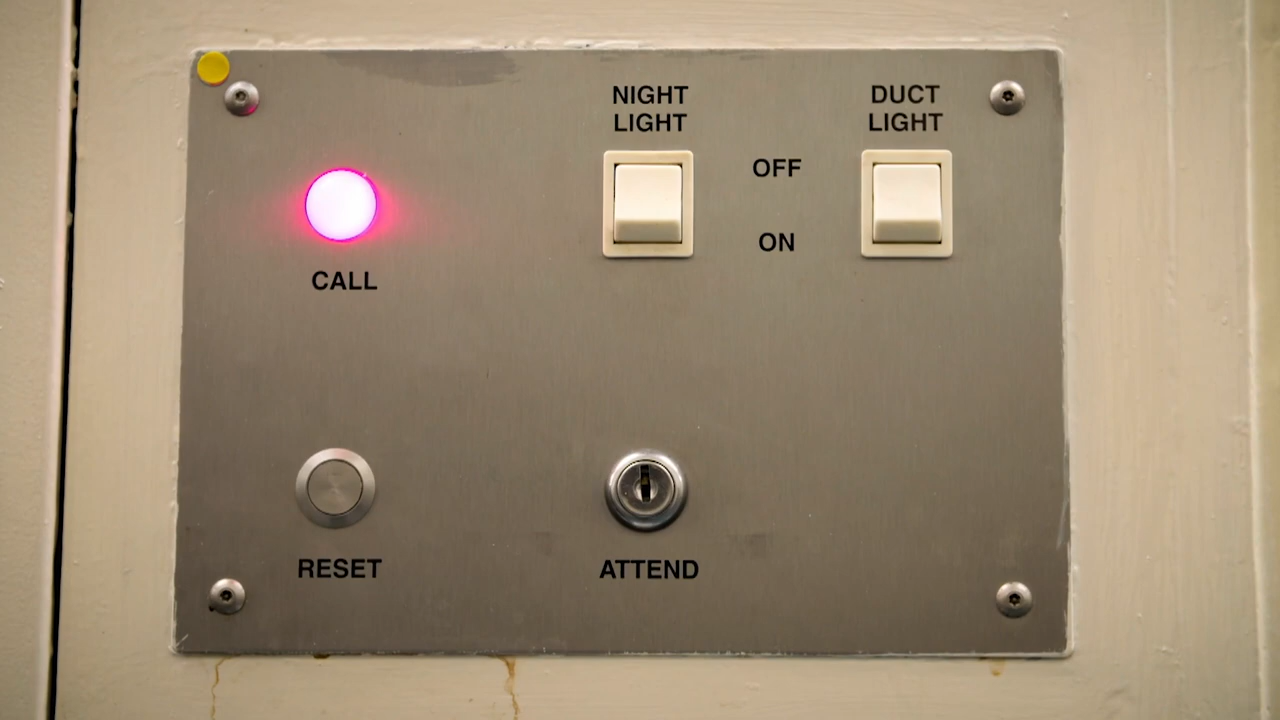 NIGHT
LIGHT
DUCT
LIGHT
OFF
ON
CALL
RESET
ATTEND